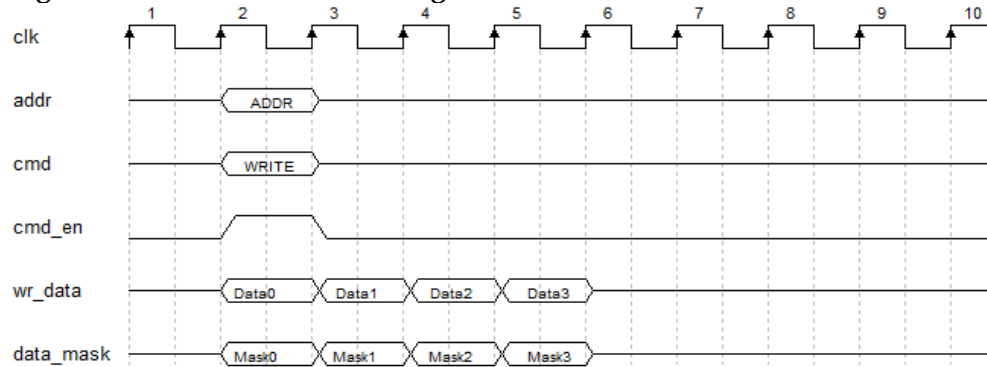 1 2 3 4 5 6 7 8 9 10
clk
addr ADDR
cmd WRITE
cmd_en
wr_data Data0 Data1 Data2 Data3
data_mask Mask0 Mask1 Mask2 Mask3